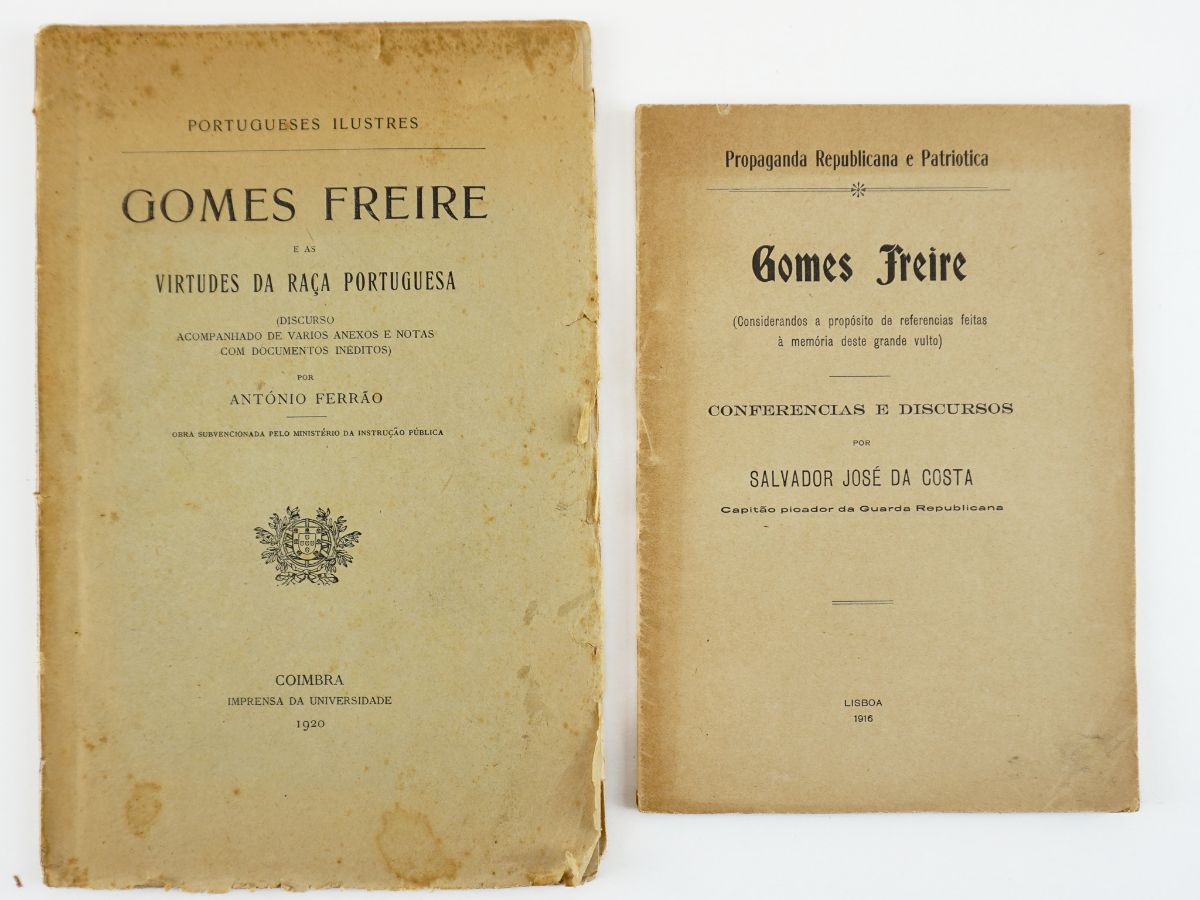 PORTUGUESES ILUSTRES
GOMES FREIRE
E AS
VIRTUDES DA RAÇA PORTUGUESA
(DISCURSO
ACOMPANHADO DE VARIOS ANEXOS E NOTAS
COM DOCUMENTOS INÉDITOS)
POR
ANTÓNIO FERRÃO
OBRA SUBVENCIONADA PELO MINISTÉRIO DA INSTRUÇÃO PÚBLICA
COIMBRA
IMPRENSA DA UNIVERSIDADE
1920
Propaganda Republicana e Patriotica
Gomes Freire
(Considerandos a propósito de referencias feitas
à memória deste grande vulto)
CONFERENCIAS E DISCURSOS
POR
SALVADOR JOSÉ DA COSTA
Capitão picador da Guarda Republicana
LISBOA
1916